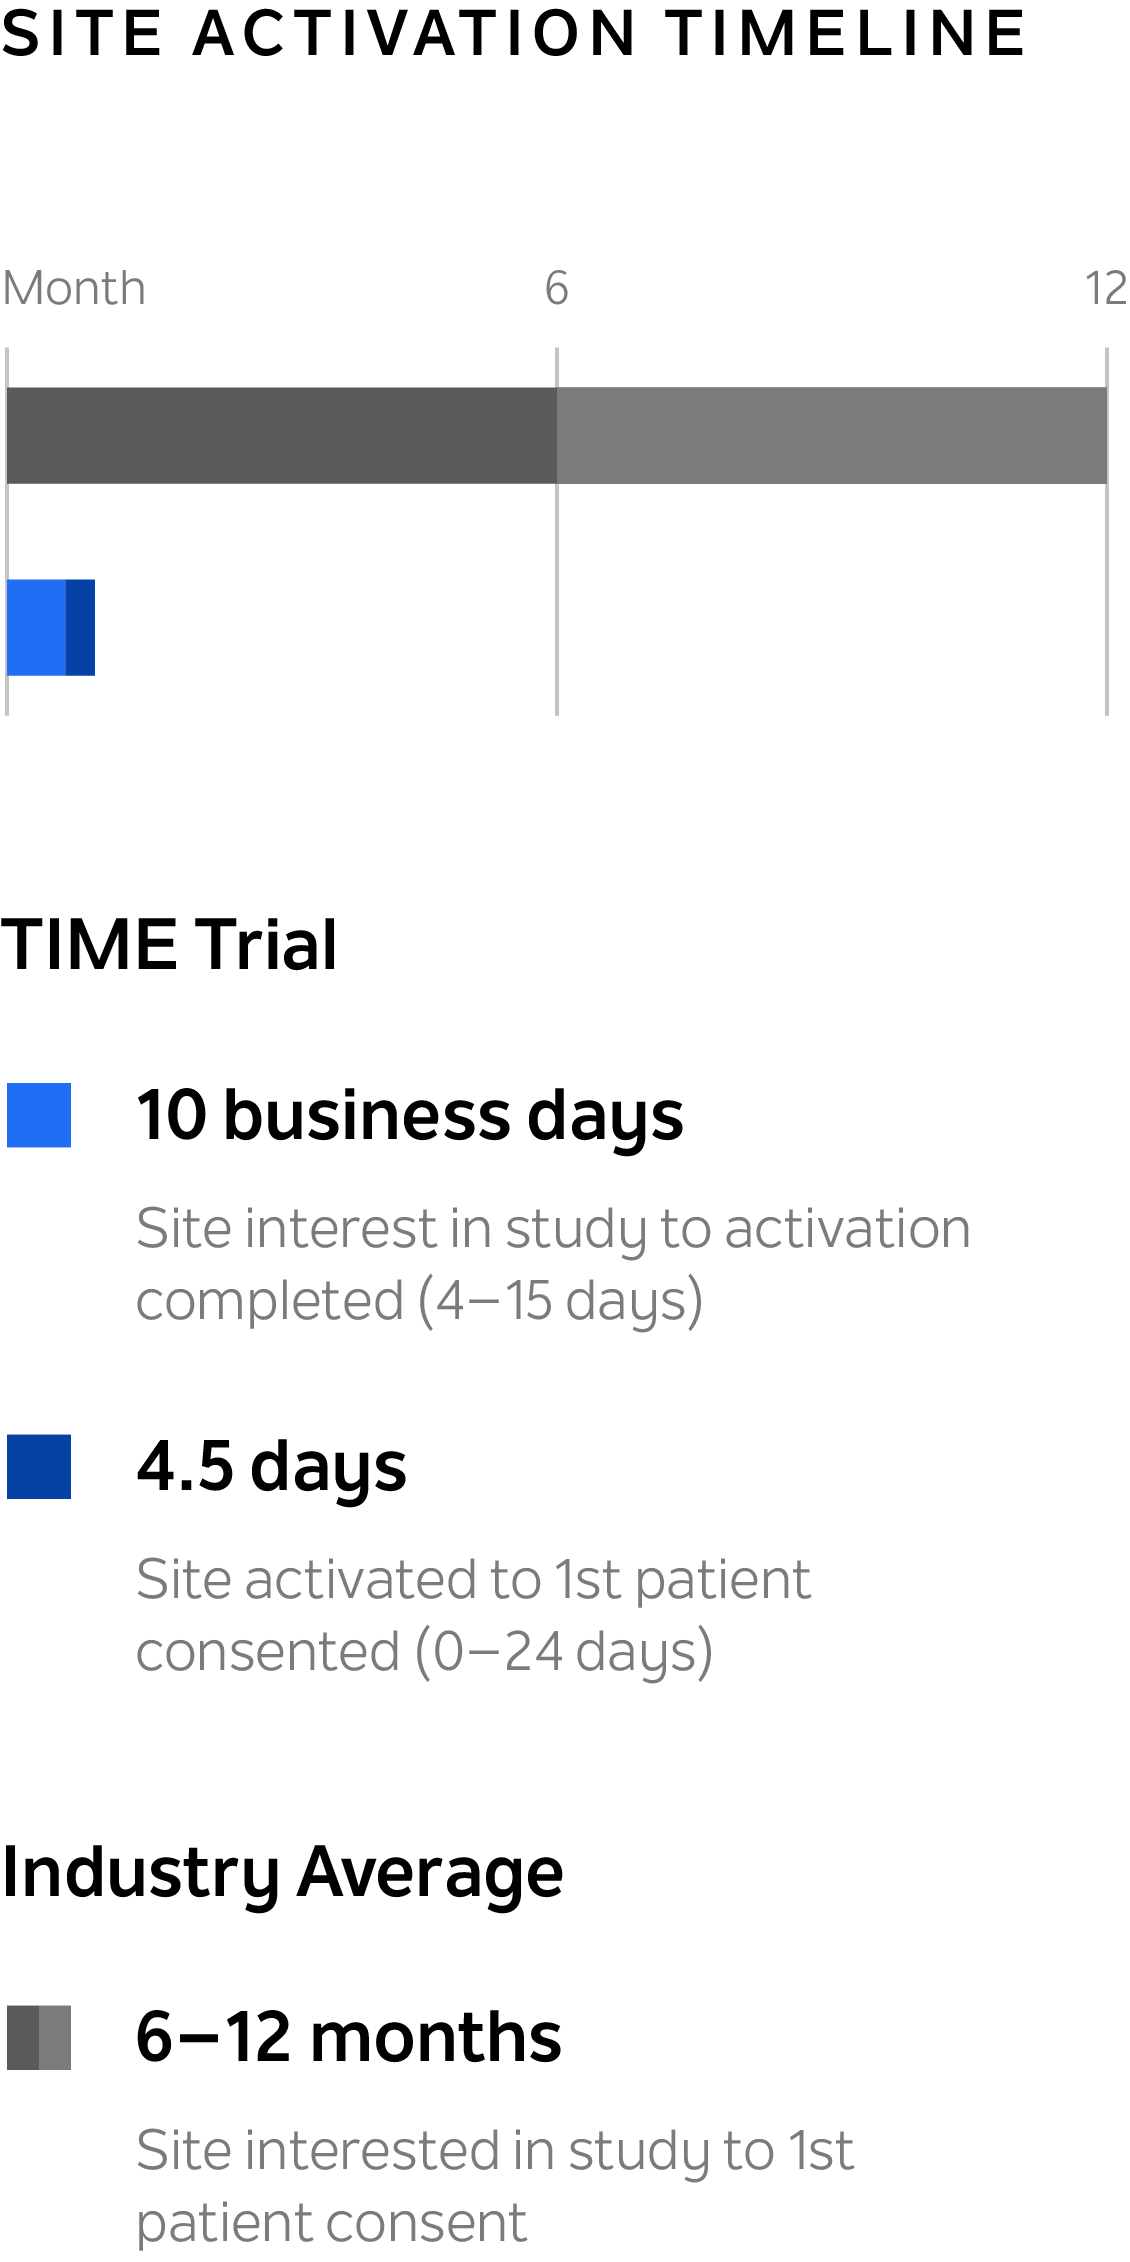 SITE ACTIVATION TIMELINE
Month 6 12
TIME Trial
10 business days
Site interest in study to activation
completed (4–15 days)
4.5 days
Site activated to 1st patient
consented (0–24 days)
Industry Average
6–12 months
Site interested in study to 1st
patient consent